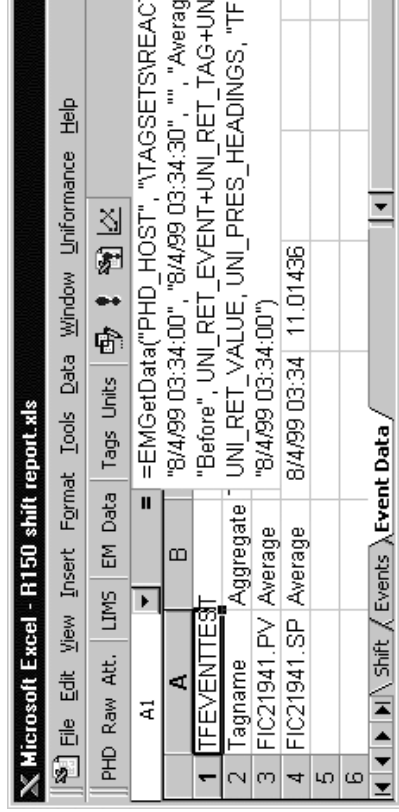 Microsoft Excel - R150 shift report.xls
File Edit View Insert Format Tools Data Window Uniformance Help
PHD Raw Att. LIMS EM Data Tags Units
A1 = =EMGetData("PHD_HOST", "\TAGSETS\REAC
"8/4/99 03:34:00", "8/4/99 03:34:30", "", "Averag
"Before", UNI_RET_EVENT+UNI_RET_TAG+UN
UNI_RET_VALUE, UNI_PRES_HEADINGS, "TF
"8/4/99 03:34:00")
A B
1 TFEVENTTEST
2 Tagname Aggregate
3 FIC21941.PV Average
4 FIC21941.SP Average 8/4/99 03:34 11.01436
5
6
Shift Events Event Data